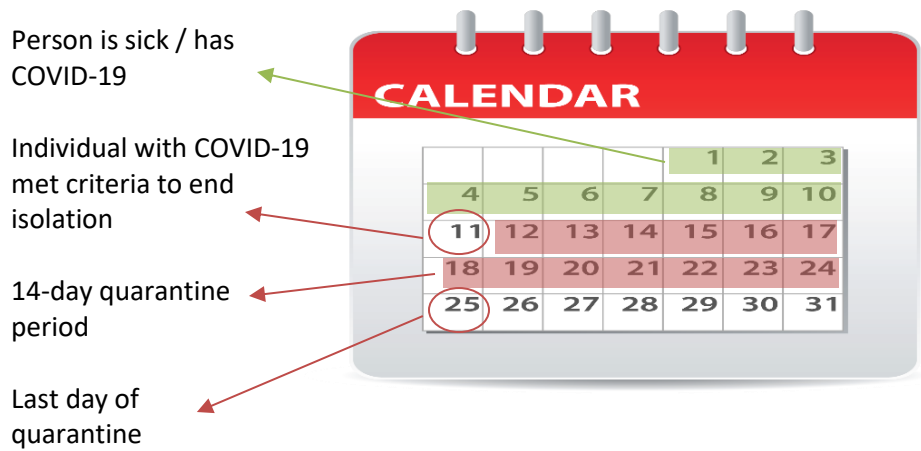 Person is sick / has
COVID-19
Individual with COVID-19
met criteria to end
isolation
14-day quarantine
period
Last day of
quarantine
CALENDAR
1 2 3
4 5 6 7 8 9 10
11 12 13 14 15 16 17
18 19 20 21 22 23 24
25 26 27 28 29 30 31